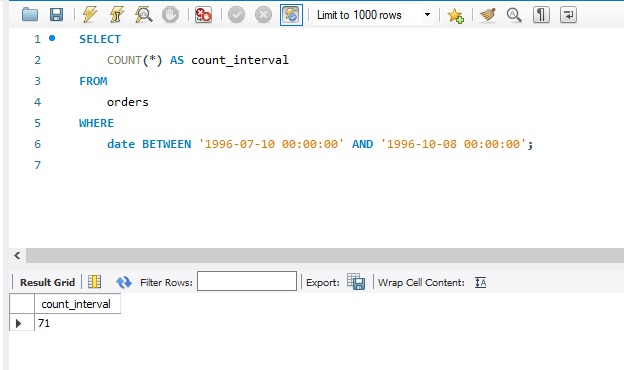 Limit to 1000 rows
1 SELECT
2 COUNT(*) AS count_interval
3 FROM
4 orders
5 WHERE
6 date BETWEEN '1996-07-10 00:00:00' AND '1996-10-08 00:00:00';
7
Result Grid Filter Rows: Export: Wrap Cell Content:
count_interval
71